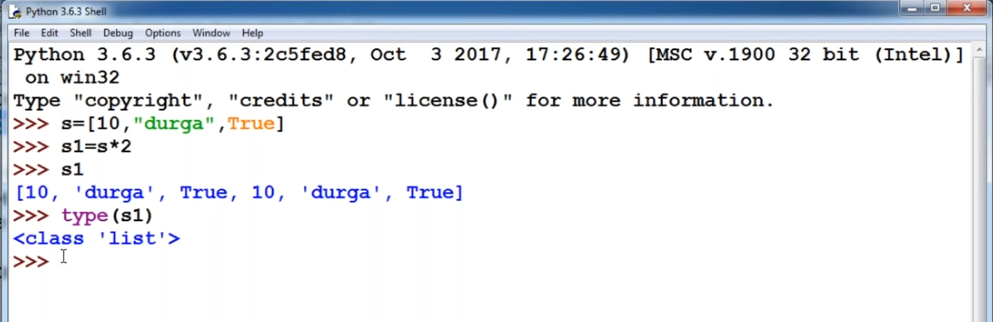 Python 3.6.3 Shell
File Edit Shell Debug Options Window Help
Python 3.6.3 (v3.6.3:2c5fed8, Oct  3 2017, 17:26:49) [MSC v.1900 32 bit (Intel)]
 on win32
Type "copyright", "credits" or "license()" for more information.
>>> s=[10,"durga",True]
>>> s1=s*2
>>> s1
[10, 'durga', True, 10, 'durga', True]
>>> type(s1)
<class 'list'>
>>>